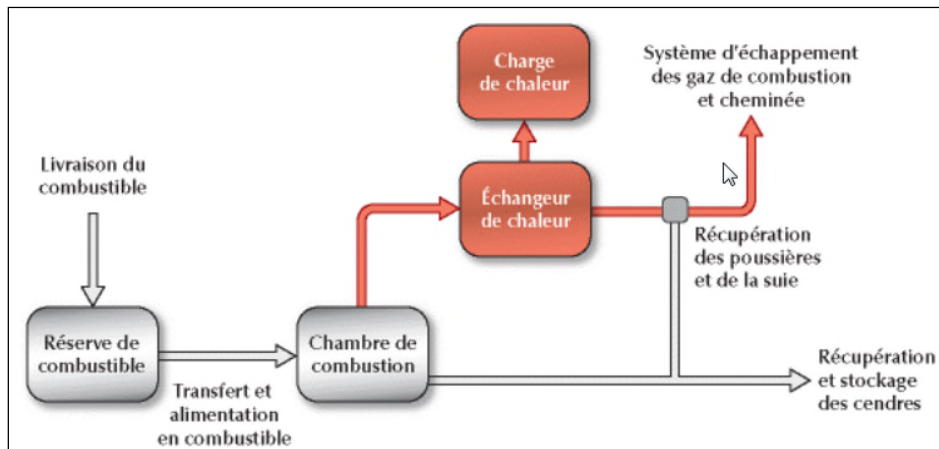 Charge
de chaleur
Système d'échappement
des gaz de combustion
et cheminée
Livraison du
combustible
Échangeur
de chaleur
Récupération
des poussières
et de la suie
Réserve de
combustible
Transfert et
alimentation
en combustible
Chambre de
combustion
Récupération
et stockage
des cendres